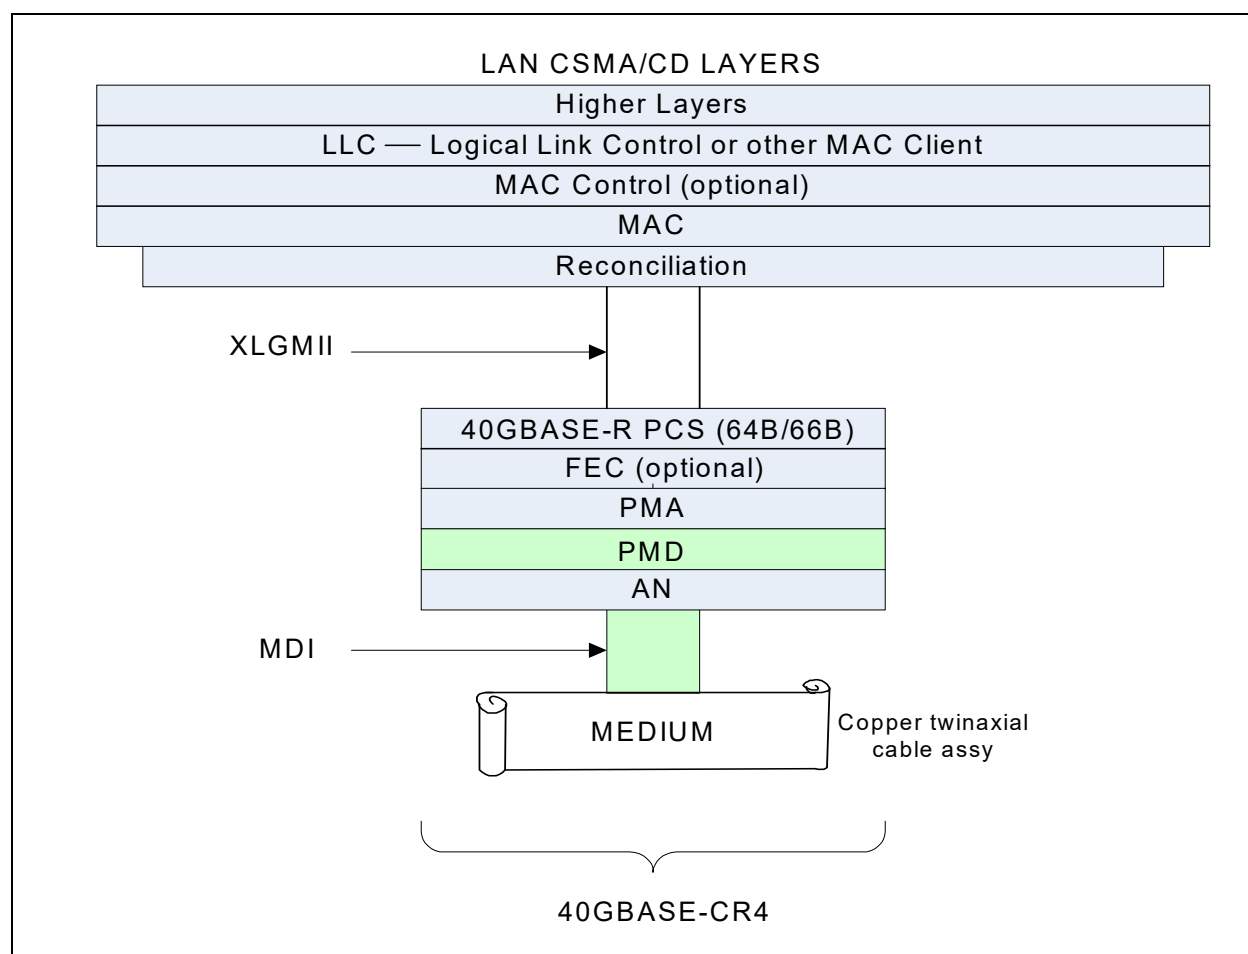 LAN CSMA/CD LAYERS
Higher Layers
LLC — Logical Link Control or other MAC Client
MAC Control (optional)
MAC
Reconciliation
XLGMII
40GBASE-R PCS (64B/66B)
FEC (optional)
PMA
PMD
AN
MDI
MEDIUM
Copper twinaxial
cable assy
40GBASE-CR4